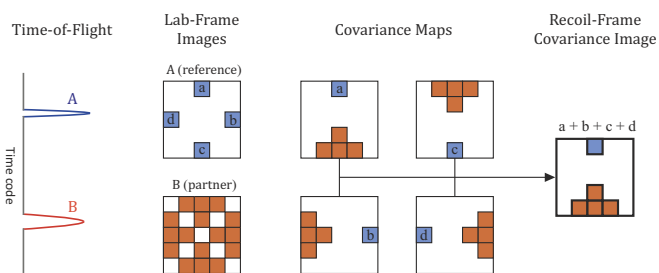 Time-of-Flight
Lab-Frame
Images
Covariance Maps
Recoil-Frame
Covariance Image
A (reference)
A
a
d
b
c
a
c
a + b + c + d
Time code
B
B (partner)
b
d